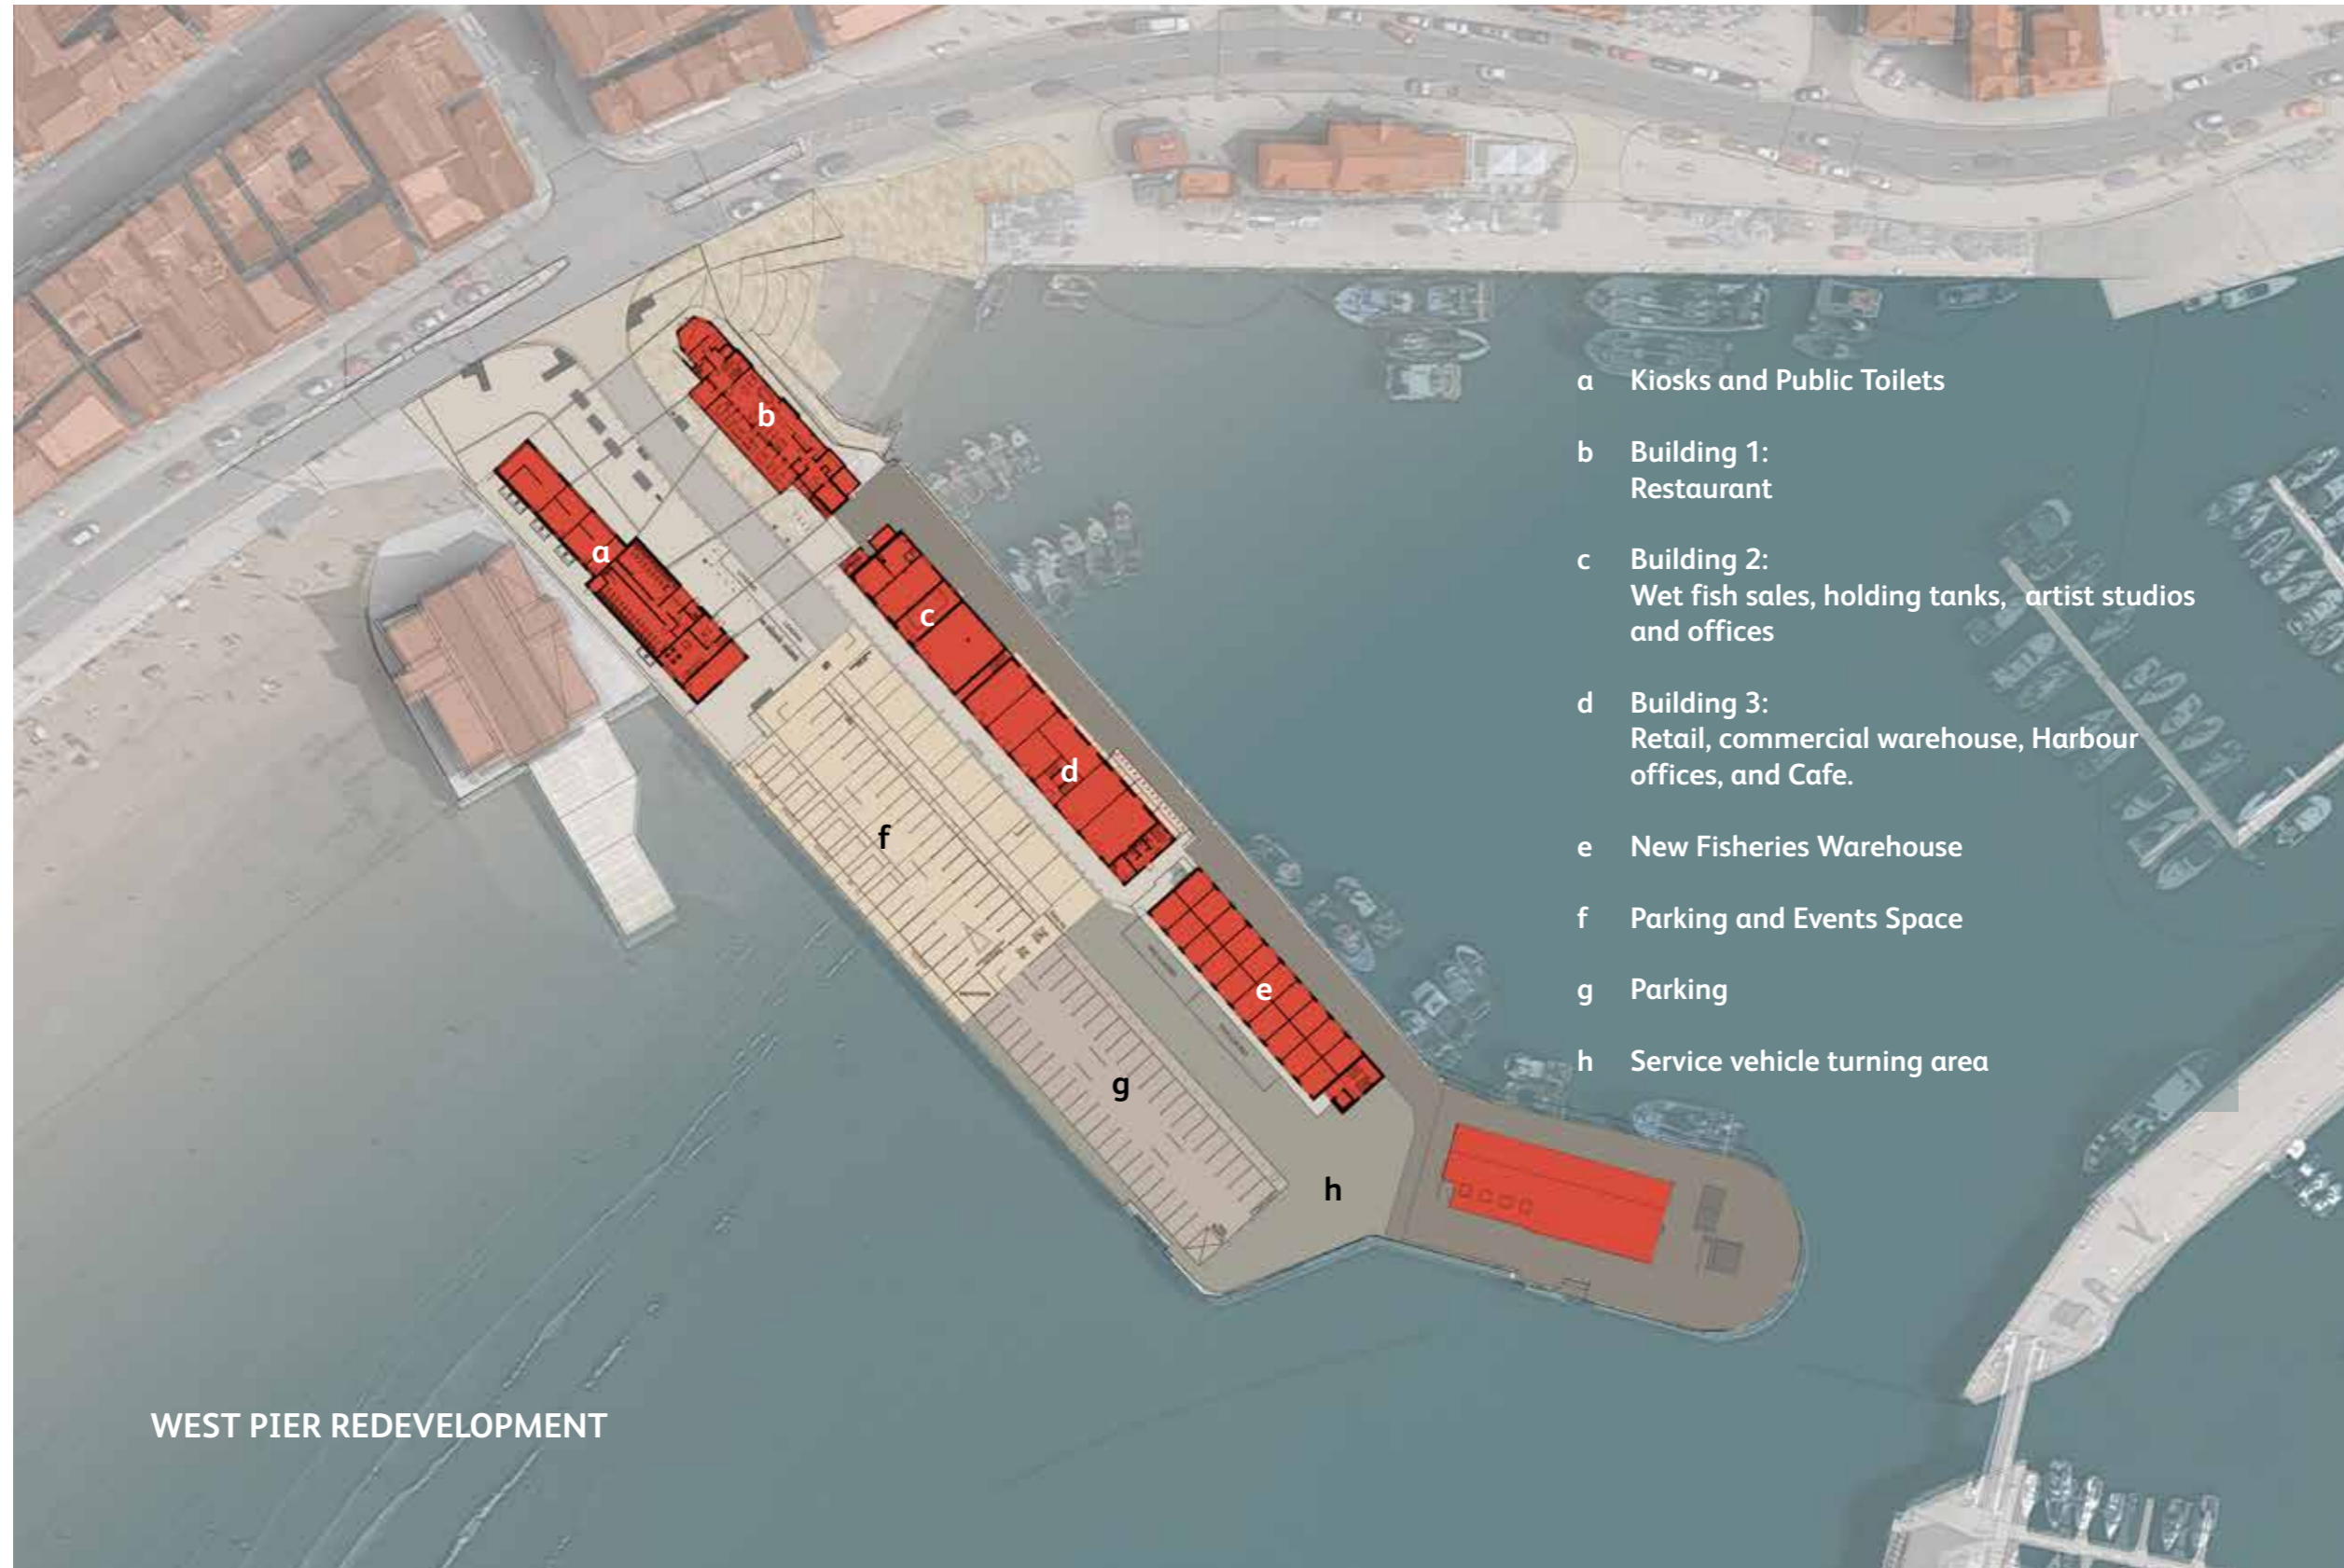 b
a
c
d
f
e
g
h
a Kiosks and Public Toilets
b Building 1:
Restaurant
c Building 2:
Wet fish sales, holding tanks, artist studios
and offices
d Building 3:
Retail, commercial warehouse, Harbour
offices, and Cafe.
e New Fisheries Warehouse
f Parking and Events Space
g Parking
h Service vehicle turning area
WEST PIER REDEVELOPMENT